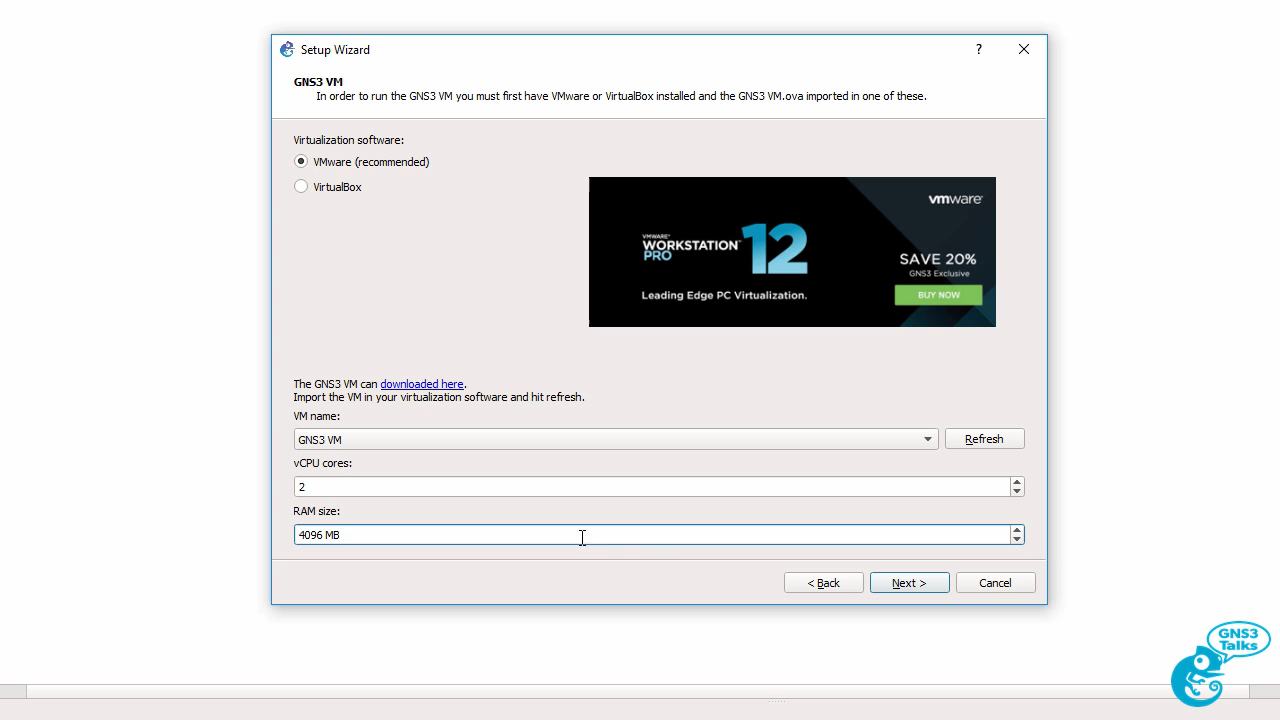 Setup Wizard
?
GNS3 VM
In order to run the GNS3 VM you must first have VMware or VirtualBox installed and the GNS3 VM.ova imported in one of these.
Virtualization software:
VMware (recommended)
VirtualBox
vmware
VMWARE®
WORKSTATION™ 12
PRO
SAVE 20%
GNS3 Exclusive
Leading Edge PC Virtualization.
BUY NOW
The GNS3 VM can downloaded here.
Import the VM in your virtualization software and hit refresh.
VM name:
GNS3 VM
Refresh
vCPU cores:
2
RAM size:
4096 MB
< Back
Next >
Cancel
GNS3
Talks